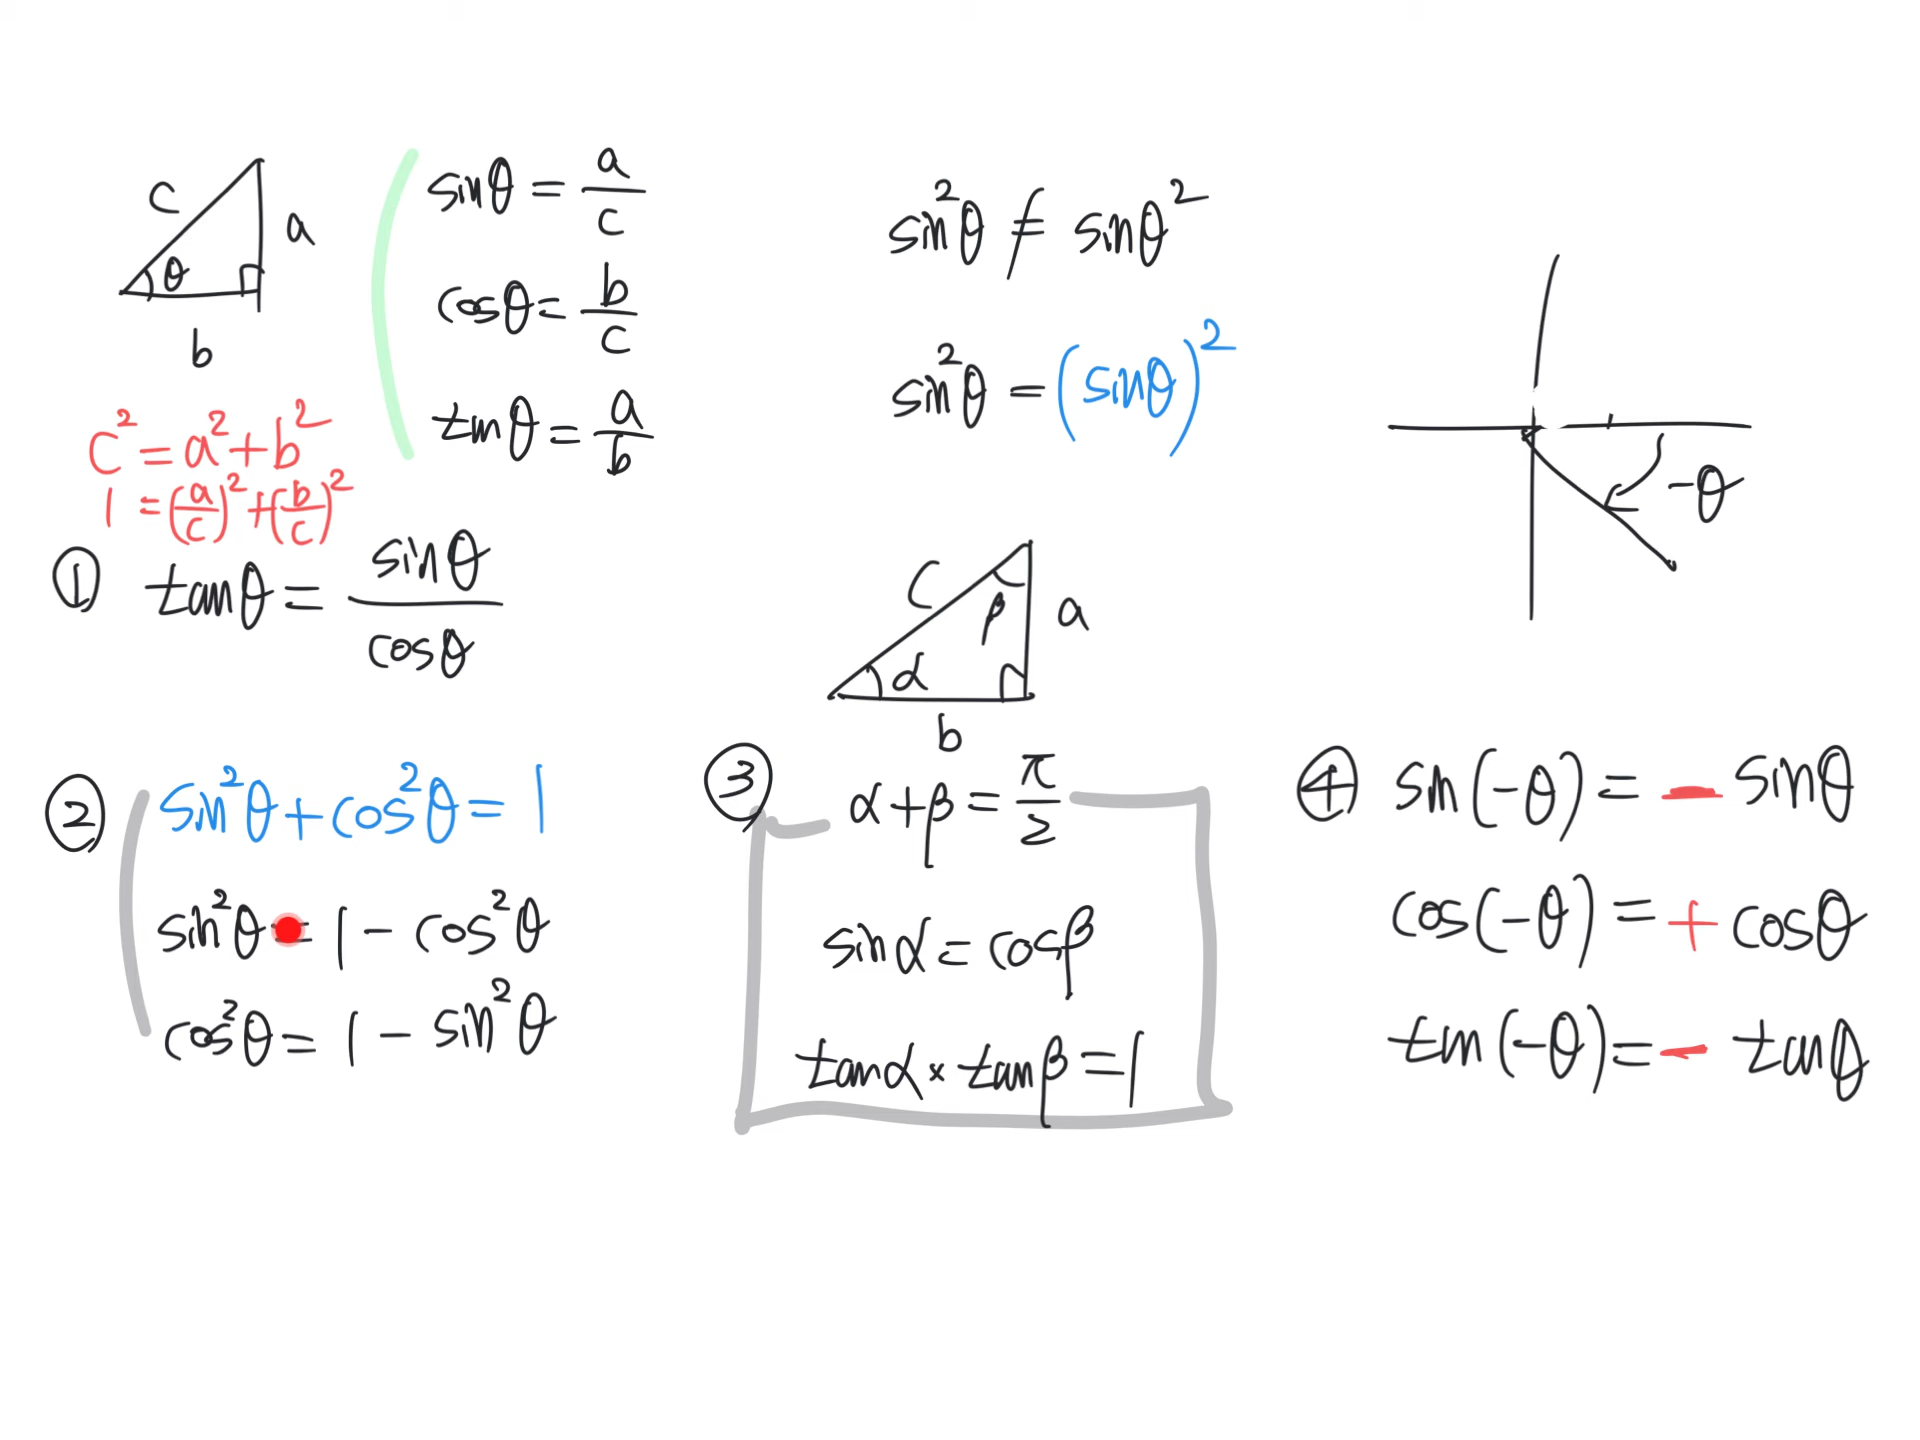 c
a
θ
b
sinθ = a/c
cosθ = b/c
tanθ = a/b
c² = a² + b²
1 = (a/c)² + (b/c)²
① tanθ = sinθ/cosθ
② sin²θ + cos²θ = 1
sin²θ = 1 - cos²θ
cos²θ = 1 - sin²θ
sin²θ ≠ sinθ²
sin²θ = (sinθ)²
c
β
a
α
b
③ α + β = π/2
sinα = cosβ
tanα × tanβ = 1
-θ
④ sin(-θ) = - sinθ
cos(-θ) = + cosθ
tan(-θ) = - tanθ